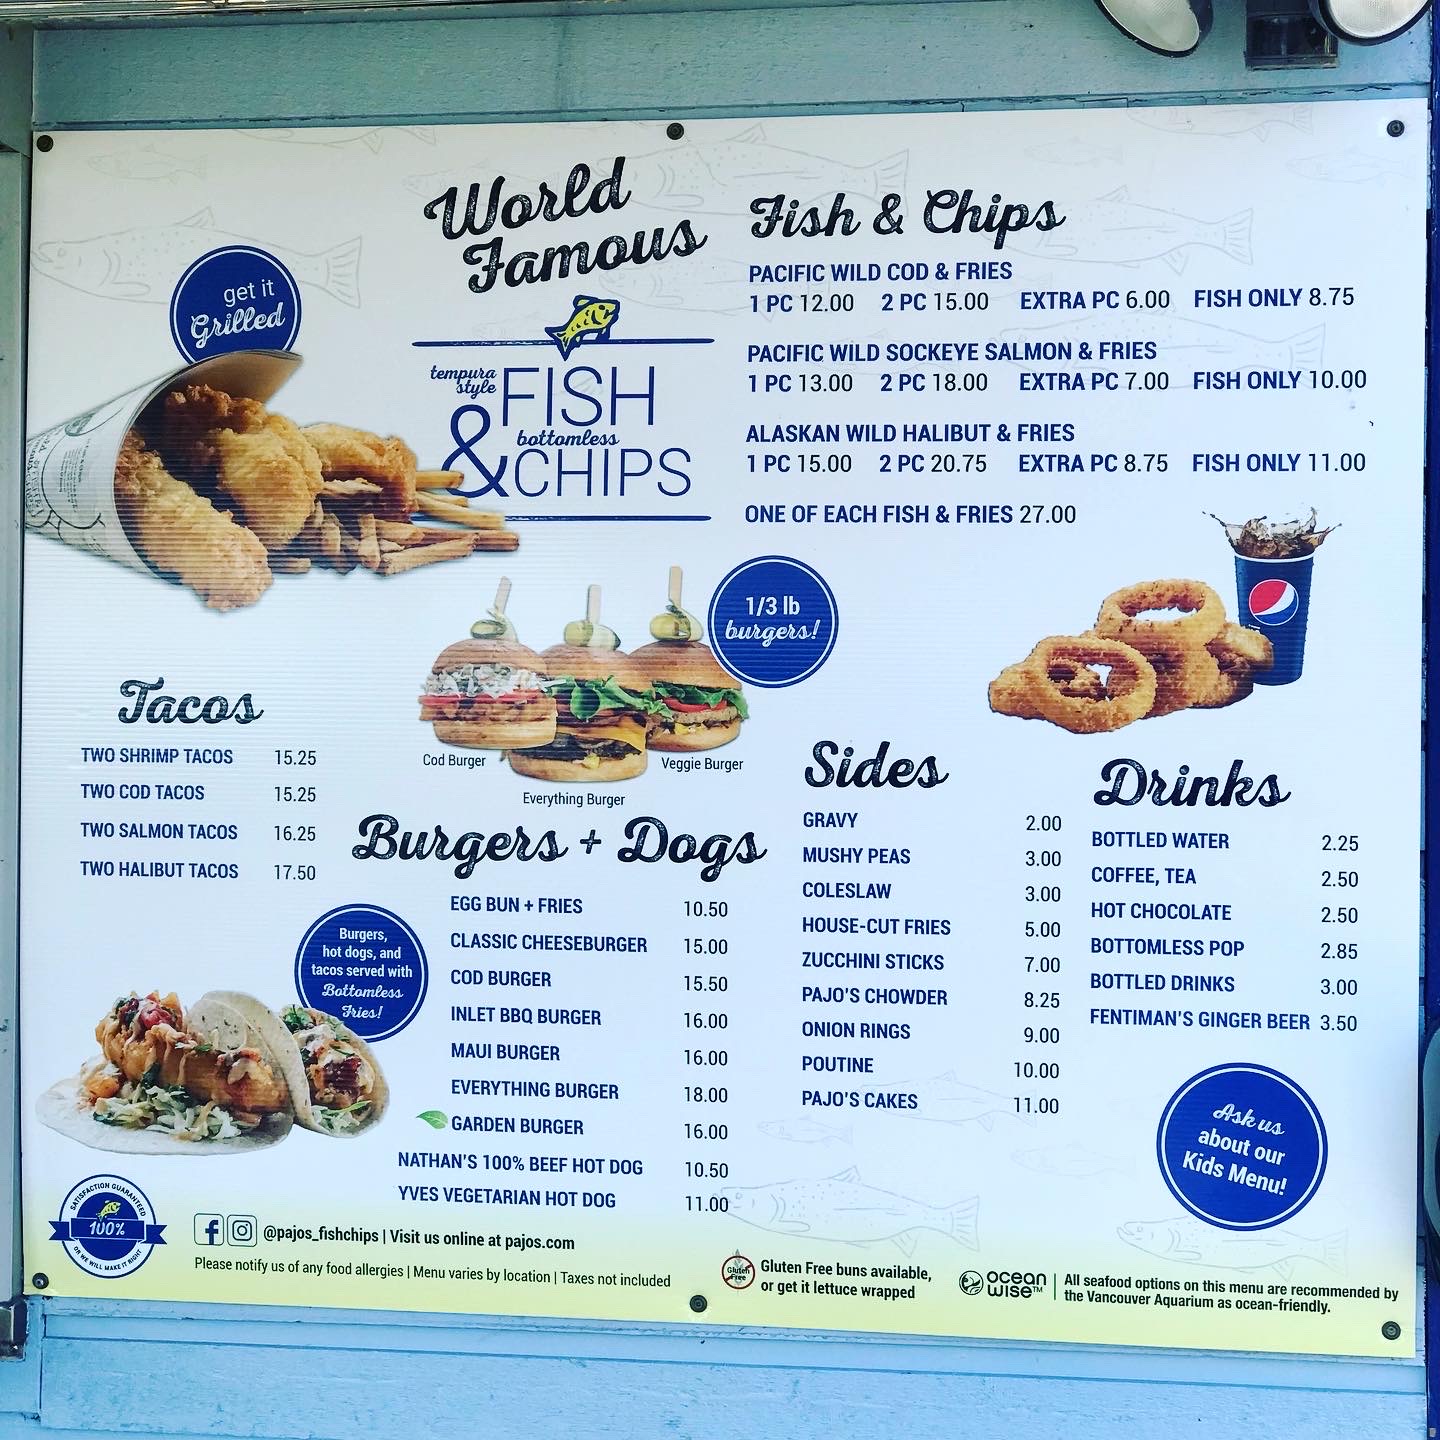 World
Famous
get it
Grilled
tempura
style
FISH
&
bottomless
CHIPS
Fish & Chips
PACIFIC WILD COD & FRIES
1 PC 12.00 2 PC 15.00 EXTRA PC 6.00 FISH ONLY 8.75
PACIFIC WILD SOCKEYE SALMON & FRIES
1 PC 13.00 2 PC 18.00 EXTRA PC 7.00 FISH ONLY 10.00
ALASKAN WILD HALIBUT & FRIES
1 PC 15.00 2 PC 20.75 EXTRA PC 8.75 FISH ONLY 11.00
ONE OF EACH FISH & FRIES 27.00
1/3 lb
burgers!
Cod Burger
Everything Burger
Veggie Burger
Tacos
TWO SHRIMP TACOS 15.25
TWO COD TACOS 15.25
TWO SALMON TACOS 16.25
TWO HALIBUT TACOS 17.50
Burgers,
hot dogs, and
tacos served with
Bottomless
Fries!
Burgers + Dogs
EGG BUN + FRIES 10.50
CLASSIC CHEESEBURGER 15.00
COD BURGER 15.50
INLET BBQ BURGER 16.00
MAUI BURGER 16.00
EVERYTHING BURGER 18.00
GARDEN BURGER 16.00
NATHAN'S 100% BEEF HOT DOG 10.50
YVES VEGETARIAN HOT DOG 11.00
Sides
GRAVY 2.00
MUSHY PEAS 3.00
COLESLAW 3.00
HOUSE-CUT FRIES 5.00
ZUCCHINI STICKS 7.00
PAJO'S CHOWDER 8.25
ONION RINGS 9.00
POUTINE 10.00
PAJO'S CAKES 11.00
Drinks
BOTTLED WATER 2.25
COFFEE, TEA 2.50
HOT CHOCOLATE 2.50
BOTTOMLESS POP 2.85
BOTTLED DRINKS 3.00
FENTIMAN'S GINGER BEER 3.50
Ask us
about our
Kids Menu!
SATISFACTION GUARANTEED
100%
OR WE WILL MAKE IT RIGHT
@pajos_fishchips | Visit us online at pajos.com
Please notify us of any food allergies | Menu varies by location | Taxes not included
Gluten
Free
Gluten Free buns available,
or get it lettuce wrapped
ocean
wise™
All seafood options on this menu are recommended by
the Vancouver Aquarium as ocean-friendly.